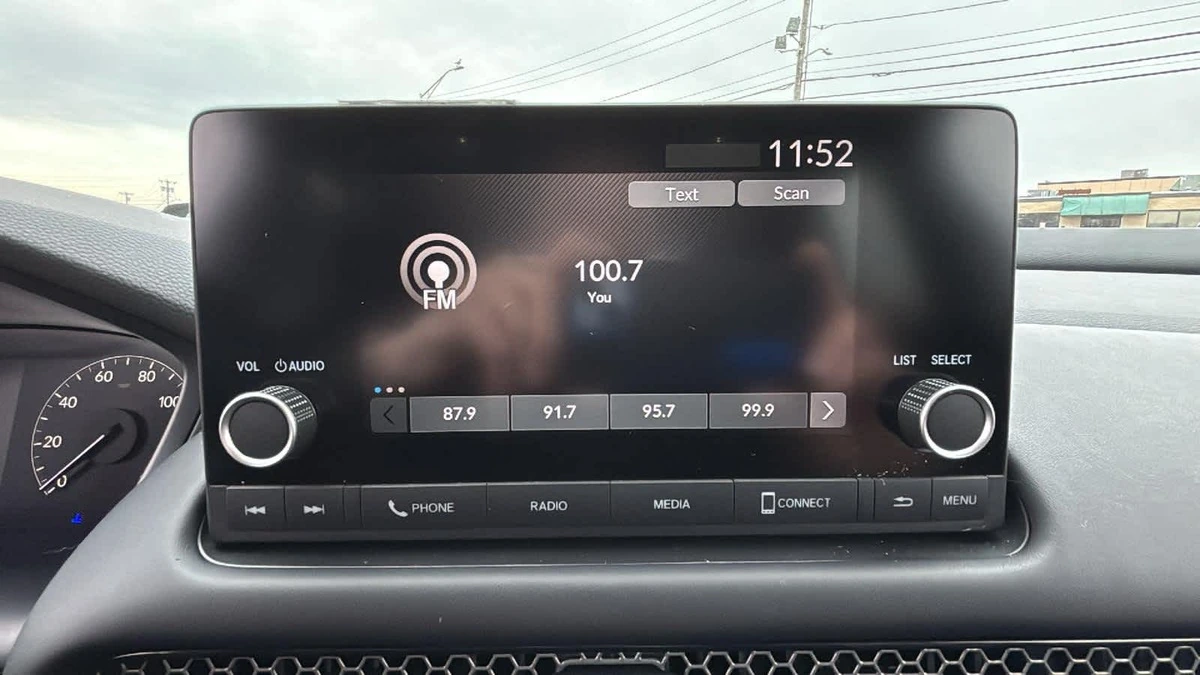 11:52
Text Scan
FM
100.7
You
VOL AUDIO
LIST SELECT
87.9 91.7 95.7 99.9
PHONE RADIO MEDIA CONNECT MENU
0
20
40
60
80
100